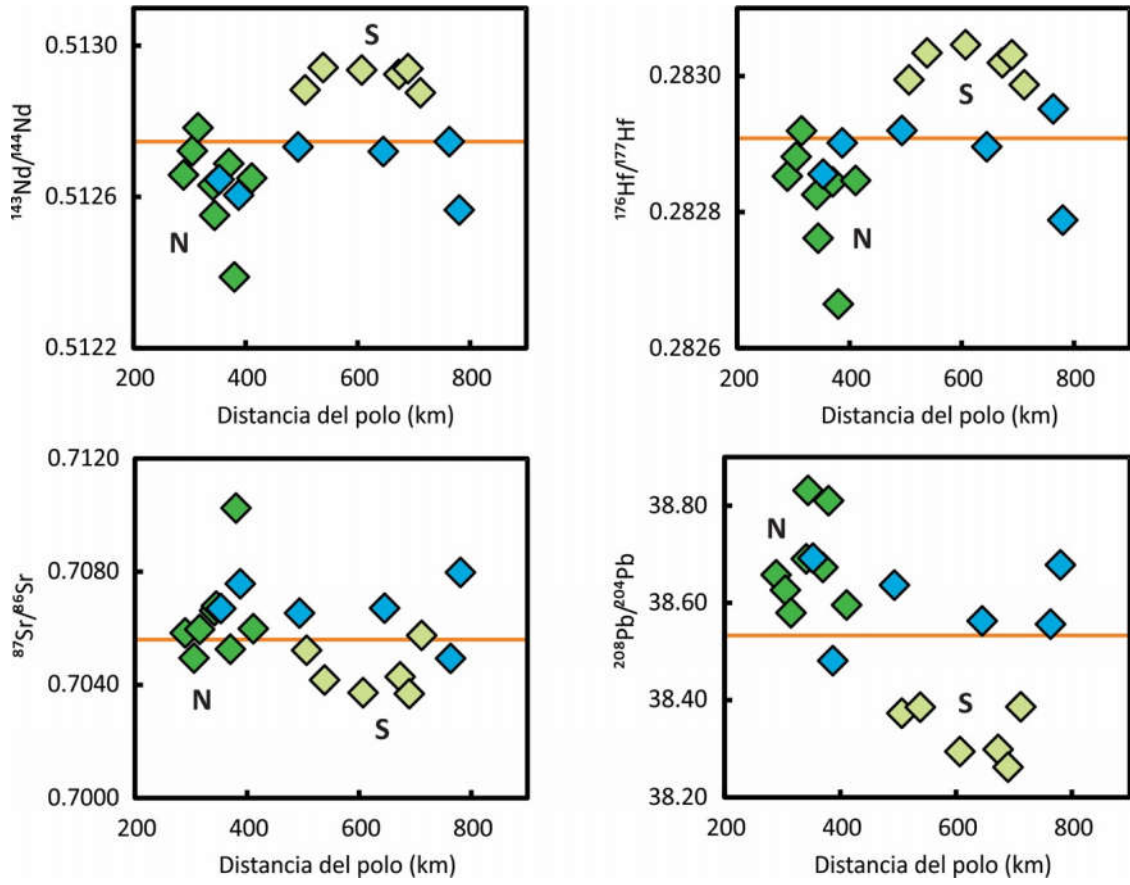 0.5130
0.5126
0.5122
¹⁴³Nd/¹⁴⁴Nd
S
N
200 400 600 800
Distancia del polo (km)
0.2830
0.2828
0.2826
¹⁷⁶Hf/¹⁷⁷Hf
S
N
200 400 600 800
Distancia del polo (km)
0.7120
0.7080
0.7040
0.7000
⁸⁷Sr/⁸⁶Sr
N
S
200 400 600 800
Distancia del polo (km)
38.80
38.60
38.40
38.20
²⁰⁸Pb/²⁰⁴Pb
N
S
200 400 600 800
Distancia del polo (km)